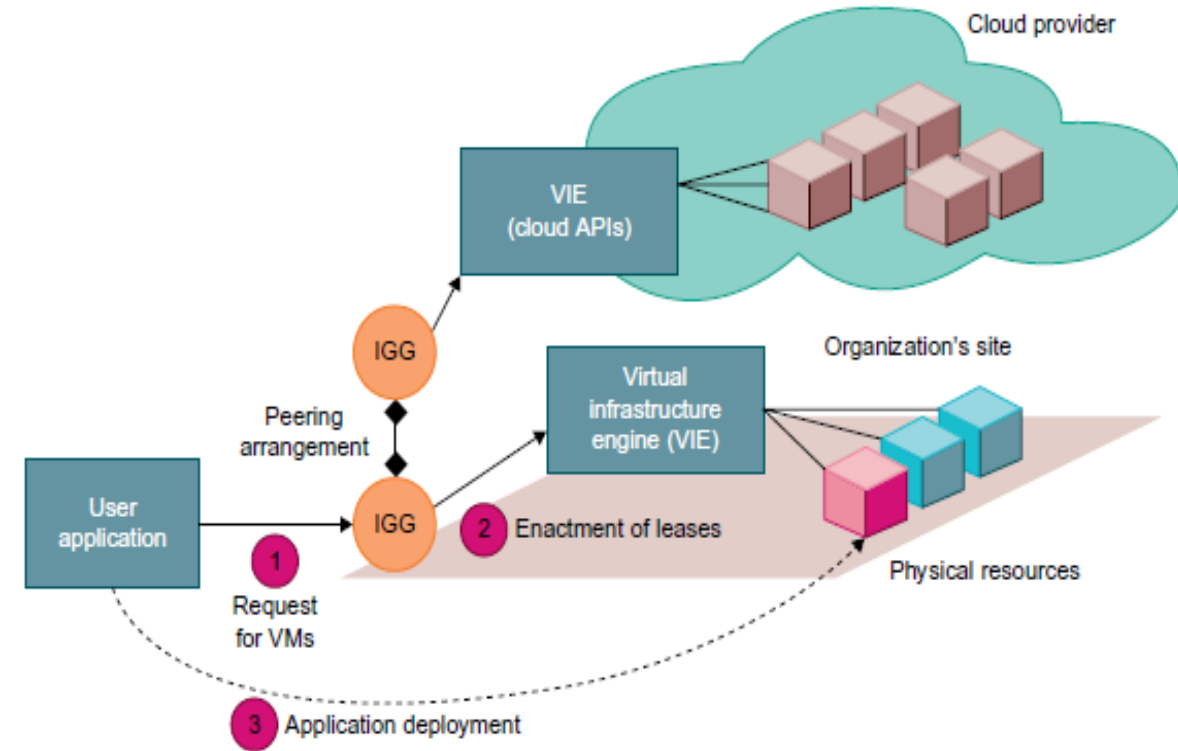 Cloud provider
VIE
(cloud APIs)
IGG
Organization's site
Virtual
infrastructure
engine (VIE)
Peering
arrangement
User
application
IGG
2 Enactment of leases
1
Request
for VMs
Physical resources
3 Application deployment